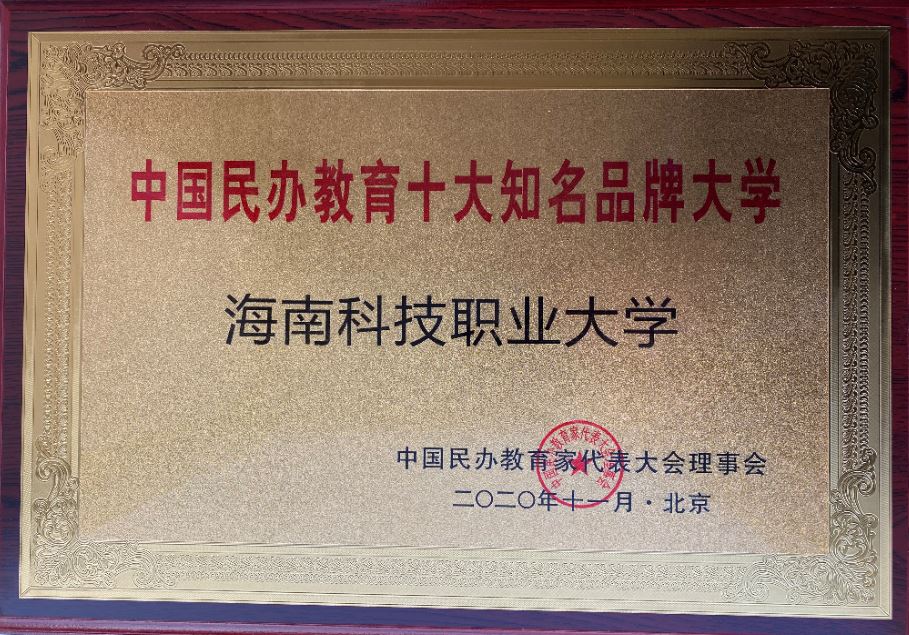 中国民办教育十大知名品牌大学
海南科技职业大学
中国民办教育家代表大会理事会
二〇二〇年十一月·北京